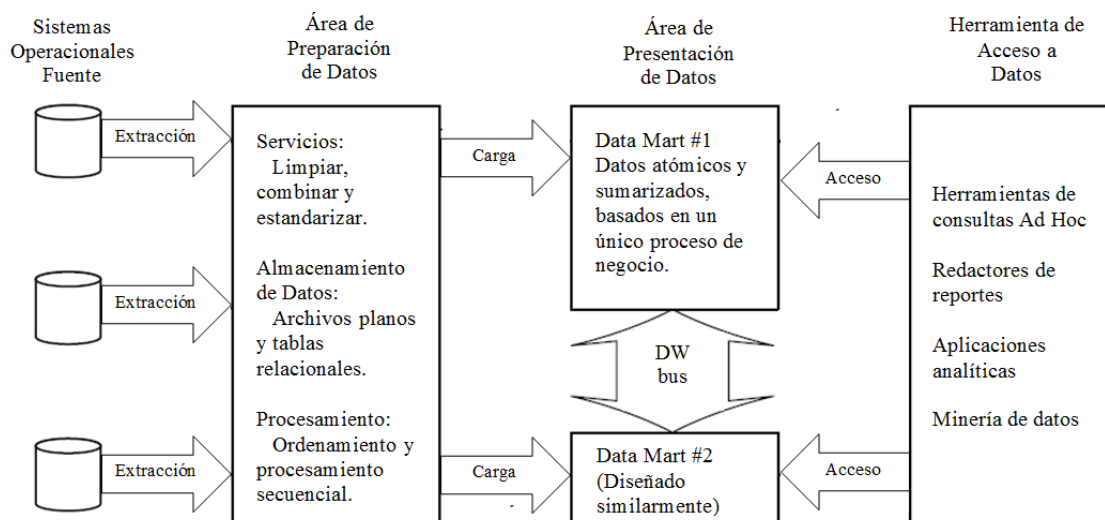 Sistemas
Operacionales
Fuente
Área de
Preparación
de Datos
Área de
Presentación
de Datos
Herramienta de
Acceso a
Datos
Extracción
Extracción
Extracción
Servicios:
Limpiar,
combinar y
estandarizar.
Almacenamiento
de Datos:
Archivos planos
y tablas
relacionales.
Procesamiento:
Ordenamiento y
procesamiento
secuencial.
Carga
Carga
Data Mart #1
Datos atómicos y
sumarizados,
basados en un
único proceso de
negocio.
DW
bus
Data Mart #2
(Diseñado
similarmente)
Acceso
Acceso
Herramientas de
consultas Ad Hoc
Redactores de
reportes
Aplicaciones
analíticas
Minería de datos